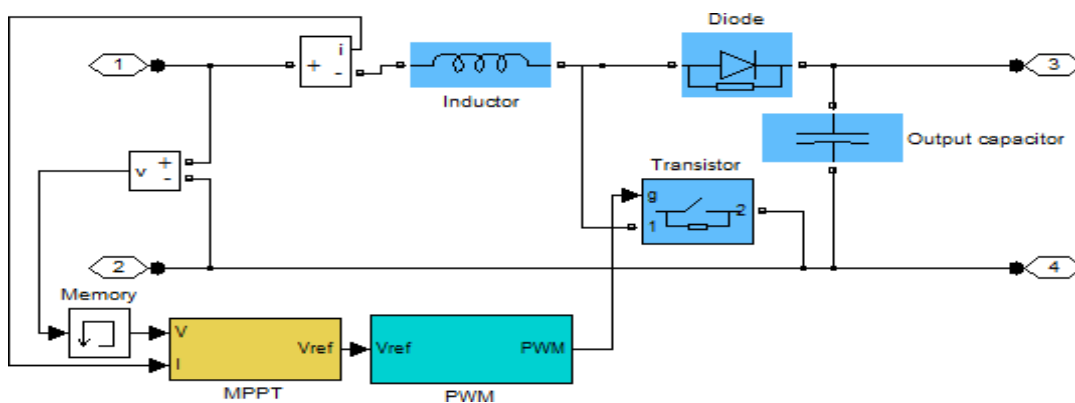 Diode
1
i
+
-
3
Inductor
Output capacitor
Transistor
v
+
-
g
1
2
2
4
Memory
V
I
Vref
MPPT
Vref
PWM
PWM